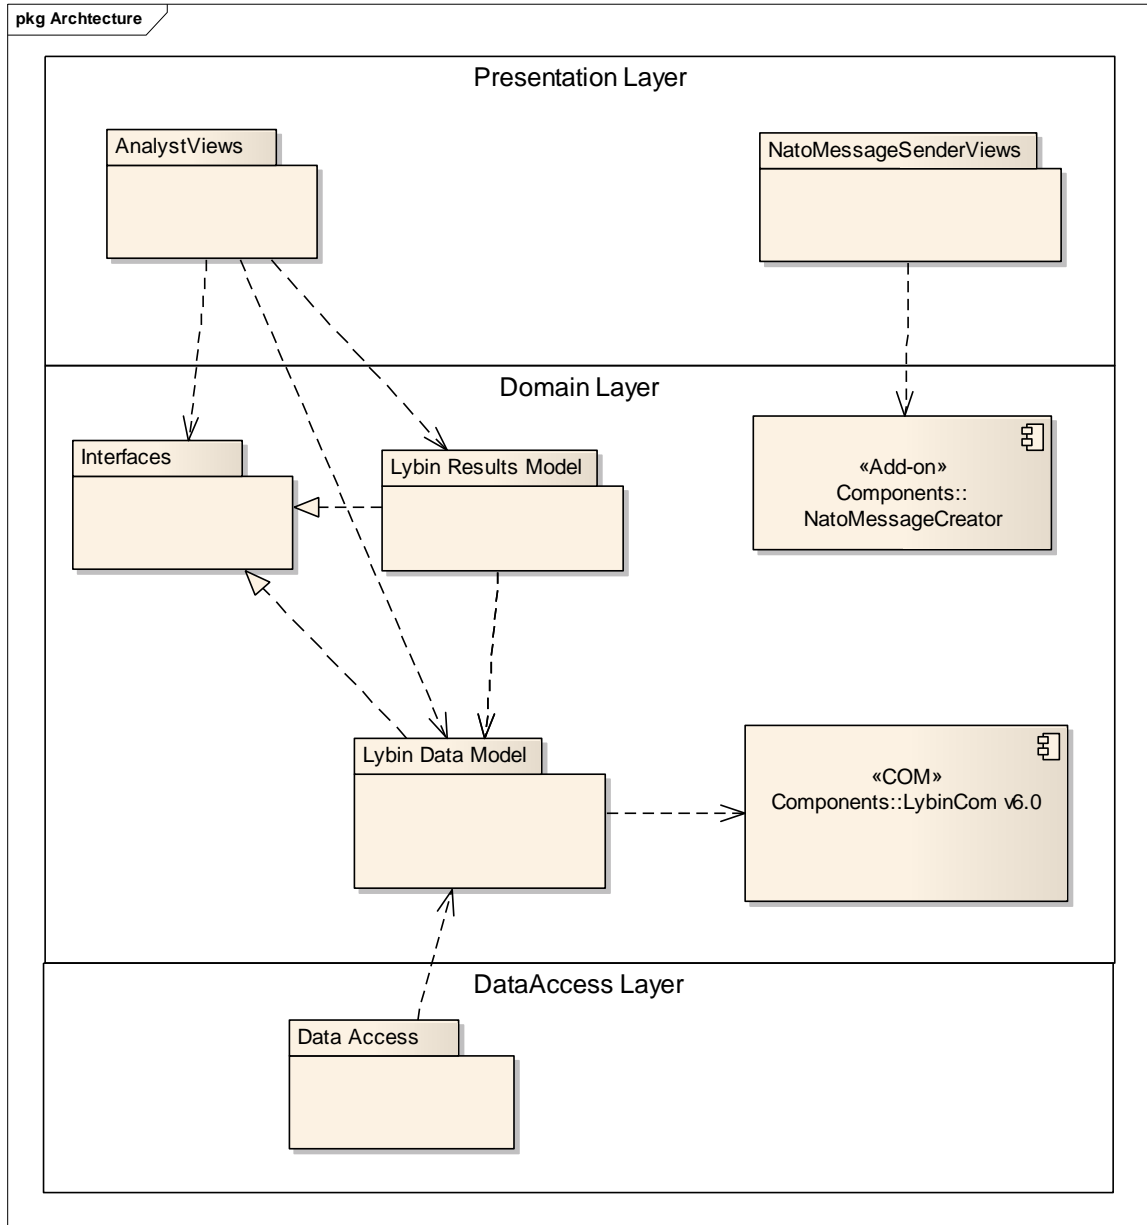 pkg Archtecture
Presentation Layer
AnalystViews
NatoMessageSenderViews
Domain Layer
Interfaces
Lybin Results Model
«Add-on»
Components::
NatoMessageCreator
Lybin Data Model
«COM»
Components::LybinCom v6.0
DataAccess Layer
Data Access